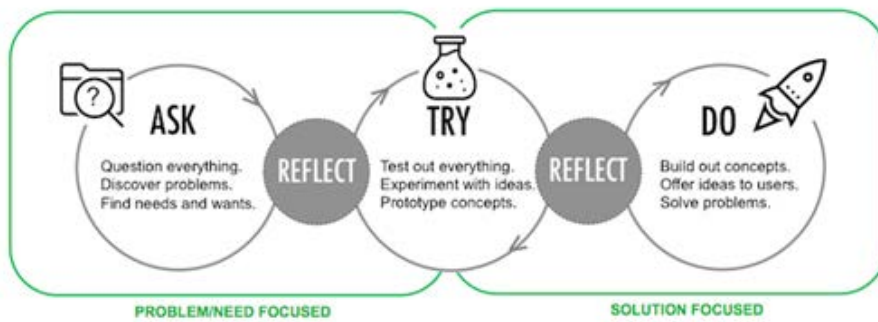 ASK
Question everything.
Discover problems.
Find needs and wants.
REFLECT
TRY
Test out everything.
Experiment with ideas.
Prototype concepts.
REFLECT
DO
Build out concepts.
Offer ideas to users.
Solve problems.
PROBLEM/NEED FOCUSED
SOLUTION FOCUSED
?